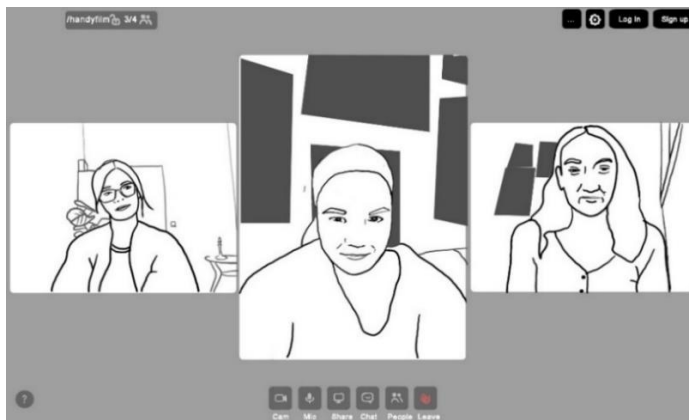 /handyfilm 3/4
... Log in Sign up
?
Cam Mic Share Chat People Leave